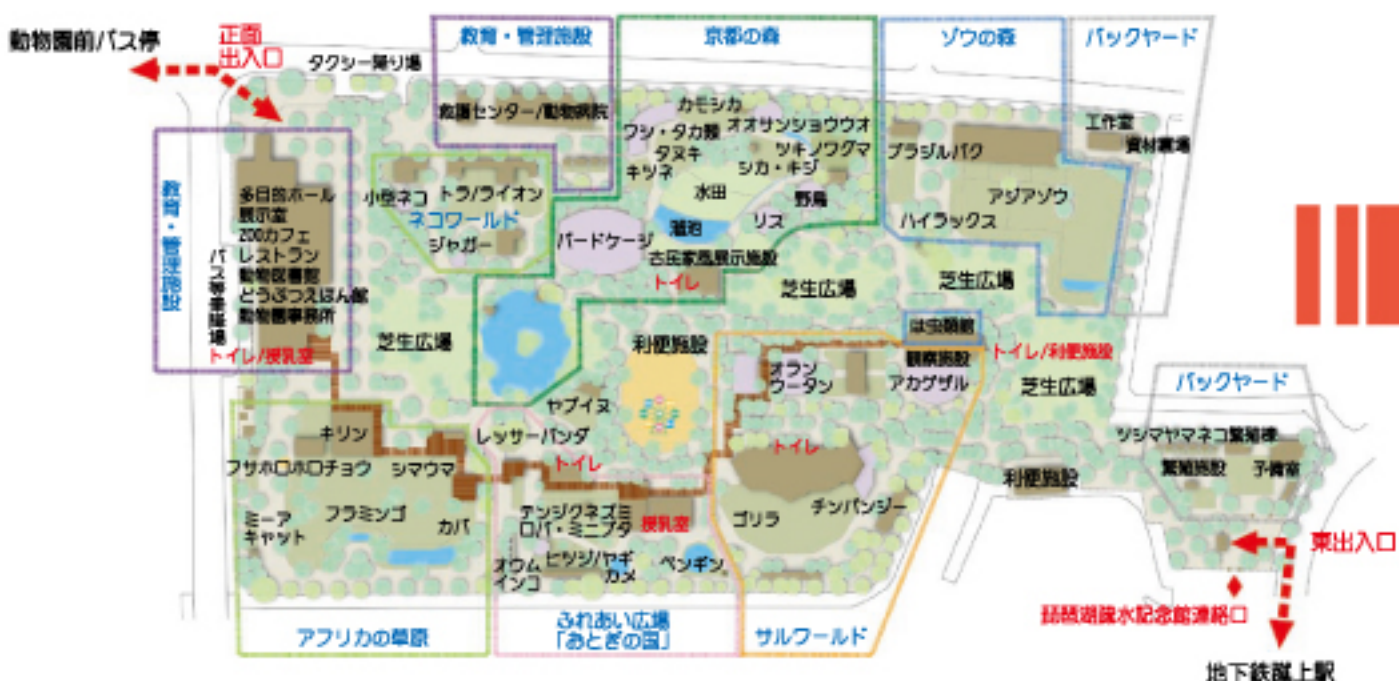 動物園前バス停
正面
出入口
タクシー降り場
教育・管理施設
京都の森
ゾウの森
バックヤード
救護センター/動物病院
カモシカ
ワシ・タカ類
オオサンショウウオ
タヌキ
ツキノワグマ
キツネ
シカ・キジ
水田
野鳥
リス
バードケージ
古民家風展示施設
トイレ
ブラジルバク
アジアゾウ
ハイラックス
工作室
資材置場
教育・管理施設
多目的ホール
展示室
ZOOカフェ
レストラン
動物図書館
どうぶつえほん館
動物園事務所
トイレ/授乳室
小型ネコ
トラ/ライオン
ネコワールド
ジャガー
芝生広場
芝生広場
芝生広場
利便施設
は虫類館
観察施設
アカゲザル
オラン
ウータン
トイレ/利便施設
芝生広場
バックヤード
ツシマヤマネコ繁殖棟
繁殖施設
予備室
利便施設
ヤブイヌ
レッサーパンダ
トイレ
キリン
フサホロホロチョウ
シマウマ
ミーア
キャット
フラミンゴ
カバ
テンジクネズミ
ロバ・ミニブタ
授乳室
オウム
インコ
ヒツジ/ヤギ
カメ
ペンギン
トイレ
ゴリラ
チンパンジー
アフリカの草原
ふれあい広場
「おとぎの国」
サルワールド
東出入口
琵琶湖疏水記念館連絡口
地下鉄蹴上駅